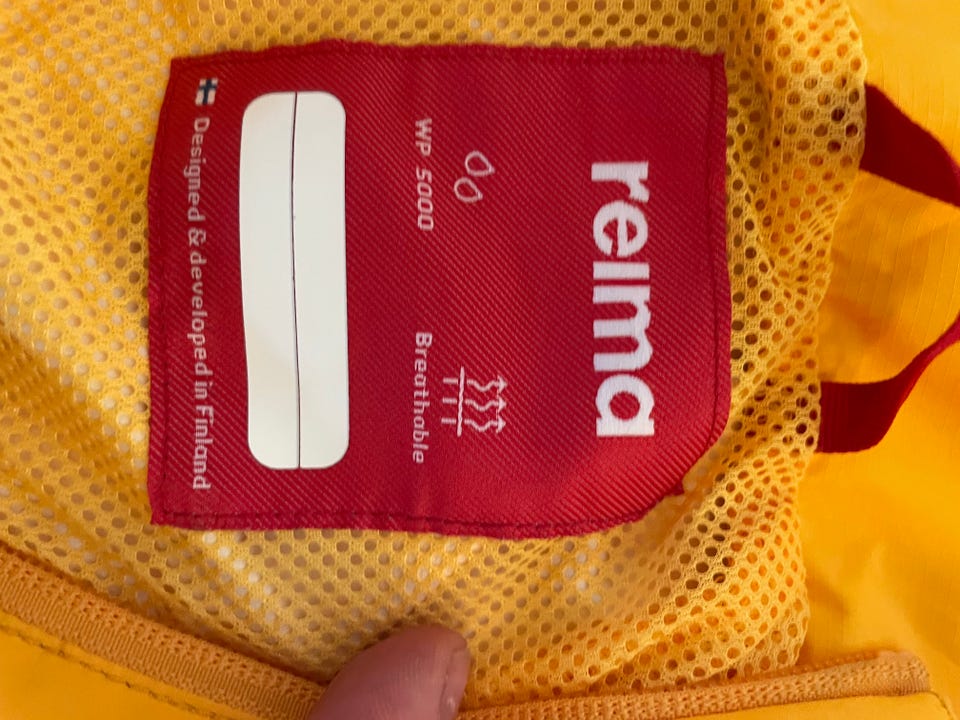 reima
WP 5000
Breathable
Designed & developed in Finland